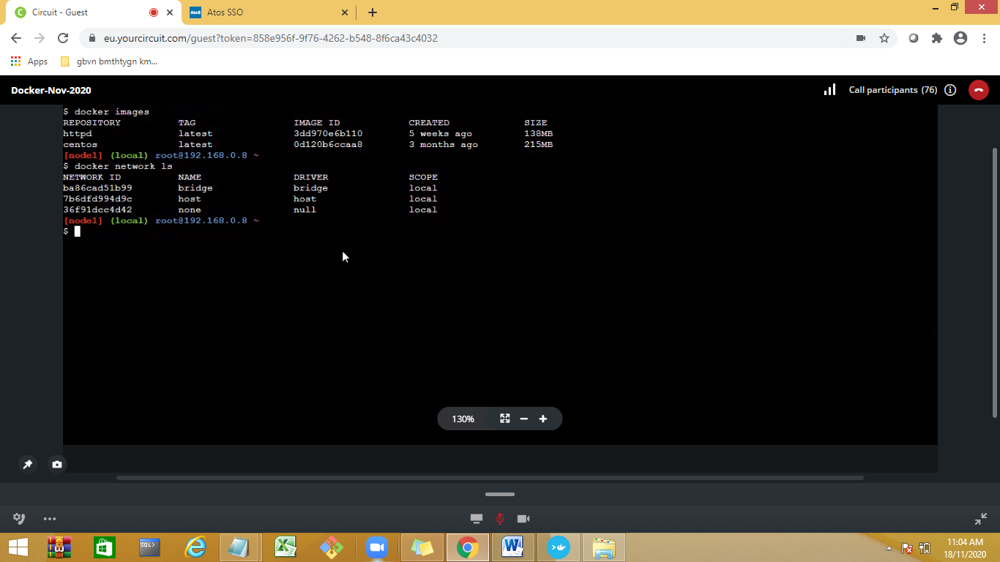 Circuit - Guest
Atos SSO
eu.yourcircuit.com/guest?token=858e956f-9f76-4262-b548-8f6ca43c4032
Apps
gbvn bmthtygn km...
Docker-Nov-2020
Call participants (76)
$ docker images
REPOSITORY TAG IMAGE ID CREATED SIZE
httpd latest 3dd970e6b110 5 weeks ago 138MB
centos latest 0d120b6ccaa8 3 months ago 215MB
[node1] (local) root@192.168.0.8 ~
$ docker network ls
NETWORK ID NAME DRIVER SCOPE
ba86cad51b99 bridge bridge local
7b6dfd994d9c host host local
36f91dcc4d42 none null local
[node1] (local) root@192.168.0.8 ~
$
130%
SQL>
11:04 AM
18/11/2020